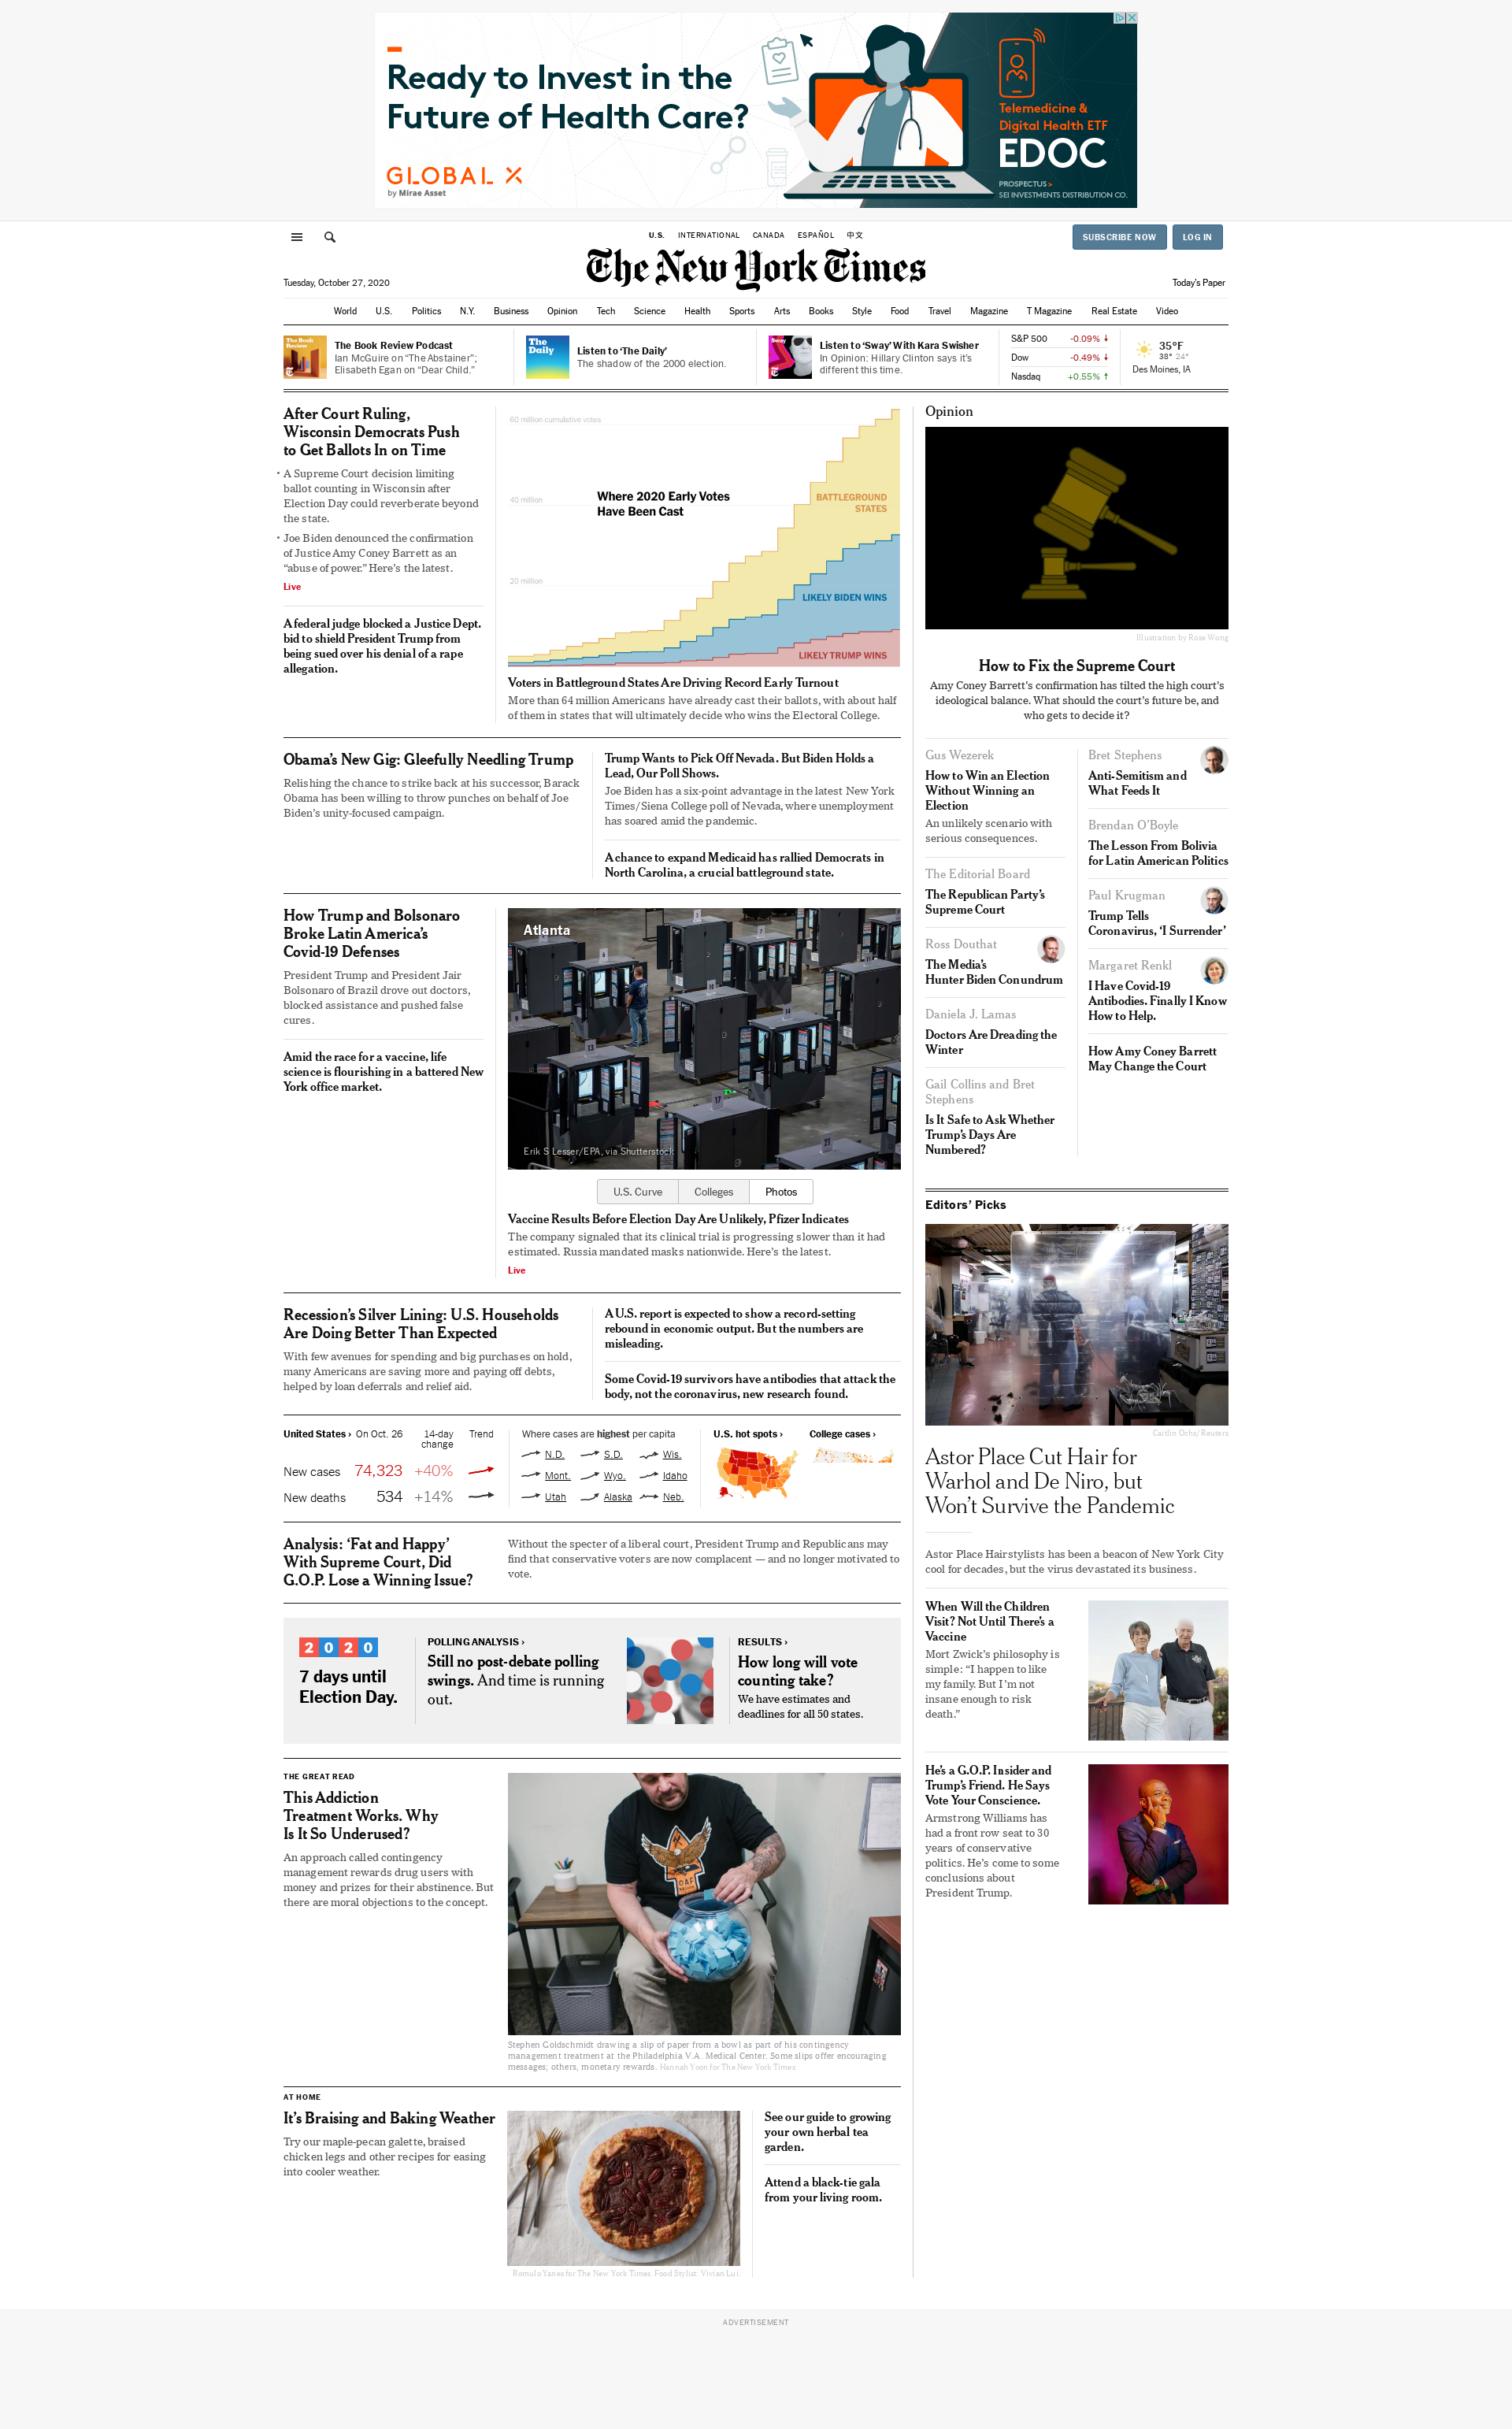 Ready to Invest in the
Future of Health Care?
GLOBAL X
by Mirae Asset
Telemedicine &
Digital Health ETF
EDOC
PROSPECTUS >
SEI INVESTMENTS DISTRIBUTION CO.
U.S. INTERNATIONAL CANADA ESPAÑOL 中文
SUBSCRIBE NOW LOG IN
The New York Times
Tuesday, October 27, 2020
Today's Paper
World U.S. Politics N.Y. Business Opinion Tech Science Health Sports Arts Books Style Food Travel Magazine T Magazine Real Estate Video
The Book Review
The Book Review Podcast
Ian McGuire on “The Abstainer”;
Elisabeth Egan on “Dear Child.”
The Daily
Listen to ‘The Daily’
The shadow of the 2000 election.
Sway
Listen to ‘Sway’ With Kara Swisher
In Opinion: Hillary Clinton says it's
different this time.
S&P 500 -0.09% ↓
Dow -0.49% ↓
Nasdaq +0.55% ↑
35°F
38° 24°
Des Moines, IA
After Court Ruling,
Wisconsin Democrats Push
to Get Ballots In on Time
• A Supreme Court decision limiting
ballot counting in Wisconsin after
Election Day could reverberate beyond
the state.
• Joe Biden denounced the confirmation
of Justice Amy Coney Barrett as an
“abuse of power.” Here’s the latest.
Live
A federal judge blocked a Justice Dept.
bid to shield President Trump from
being sued over his denial of a rape
allegation.
60 million cumulative votes
40 million
20 million
Where 2020 Early Votes
Have Been Cast
BATTLEGROUND
STATES
LIKELY BIDEN WINS
LIKELY TRUMP WINS
Voters in Battleground States Are Driving Record Early Turnout
More than 64 million Americans have already cast their ballots, with about half
of them in states that will ultimately decide who wins the Electoral College.
Obama’s New Gig: Gleefully Needling Trump
Relishing the chance to strike back at his successor, Barack
Obama has been willing to throw punches on behalf of Joe
Biden’s unity-focused campaign.
Trump Wants to Pick Off Nevada. But Biden Holds a
Lead, Our Poll Shows.
Joe Biden has a six-point advantage in the latest New York
Times/Siena College poll of Nevada, where unemployment
has soared amid the pandemic.
A chance to expand Medicaid has rallied Democrats in
North Carolina, a crucial battleground state.
How Trump and Bolsonaro
Broke Latin America’s
Covid-19 Defenses
President Trump and President Jair
Bolsonaro of Brazil drove out doctors,
blocked assistance and pushed false
cures.
Amid the race for a vaccine, life
science is flourishing in a battered New
York office market.
Atlanta
6
13
14
17
21
Erik S Lesser/EPA, via Shutterstock
U.S. Curve Colleges Photos
Vaccine Results Before Election Day Are Unlikely, Pfizer Indicates
The company signaled that its clinical trial is progressing slower than it had
estimated. Russia mandated masks nationwide. Here’s the latest.
Live
Recession’s Silver Lining: U.S. Households
Are Doing Better Than Expected
With few avenues for spending and big purchases on hold,
many Americans are saving more and paying off debts,
helped by loan deferrals and relief aid.
A U.S. report is expected to show a record-setting
rebound in economic output. But the numbers are
misleading.
Some Covid-19 survivors have antibodies that attack the
body, not the coronavirus, new research found.
United States › On Oct. 26 14-day
change Trend
New cases 74,323 +40%
New deaths 534 +14%
Where cases are highest per capita
N.D. S.D. Wis.
Mont. Wyo. Idaho
Utah Alaska Neb.
U.S. hot spots ›
College cases ›
Analysis: ‘Fat and Happy’
With Supreme Court, Did
G.O.P. Lose a Winning Issue?
Without the specter of a liberal court, President Trump and Republicans may
find that conservative voters are now complacent — and no longer motivated to
vote.
2020
7 days until
Election Day.
POLLING ANALYSIS ›
Still no post-debate polling
swings. And time is running
out.
RESULTS ›
How long will vote
counting take?
We have estimates and
deadlines for all 50 states.
THE GREAT READ
This Addiction
Treatment Works. Why
Is It So Underused?
An approach called contingency
management rewards drug users with
money and prizes for their abstinence. But
there are moral objections to the concept.
OAF
Stephen Goldschmidt drawing a slip of paper from a bowl as part of his contingency
management treatment at the Philadelphia V.A. Medical Center. Some slips offer encouraging
messages; others, monetary rewards. Hannah Yoon for The New York Times
AT HOME
It’s Braising and Baking Weather
Try our maple-pecan galette, braised
chicken legs and other recipes for easing
into cooler weather.
Romulo Yanes for The New York Times. Food Stylist: Vivian Lui.
See our guide to growing
your own herbal tea
garden.
Attend a black-tie gala
from your living room.
Opinion
Illustration by Rose Wong
How to Fix the Supreme Court
Amy Coney Barrett’s confirmation has tilted the high court’s
ideological balance. What should the court’s future be, and
who gets to decide it?
Gus Wezerek
How to Win an Election
Without Winning an
Election
An unlikely scenario with
serious consequences.
The Editorial Board
The Republican Party’s
Supreme Court
Ross Douthat
The Media’s
Hunter Biden Conundrum
Daniela J. Lamas
Doctors Are Dreading the
Winter
Gail Collins and Bret
Stephens
Is It Safe to Ask Whether
Trump’s Days Are
Numbered?
Bret Stephens
Anti-Semitism and
What Feeds It
Brendan O’Boyle
The Lesson From Bolivia
for Latin American Politics
Paul Krugman
Trump Tells
Coronavirus, ‘I Surrender’
Margaret Renkl
I Have Covid-19
Antibodies. Finally I Know
How to Help.
How Amy Coney Barrett
May Change the Court
Editors’ Picks
Caitlin Ochs/Reuters
Astor Place Cut Hair for
Warhol and De Niro, but
Won’t Survive the Pandemic
Astor Place Hairstylists has been a beacon of New York City
cool for decades, but the virus devastated its business.
When Will the Children
Visit? Not Until There’s a
Vaccine
Mort Zwick’s philosophy is
simple: “I happen to like
my family. But I’m not
insane enough to risk
death.”
He’s a G.O.P. Insider and
Trump’s Friend. He Says
Vote Your Conscience.
Armstrong Williams has
had a front row seat to 30
years of conservative
politics. He’s come to some
conclusions about
President Trump.
ADVERTISEMENT